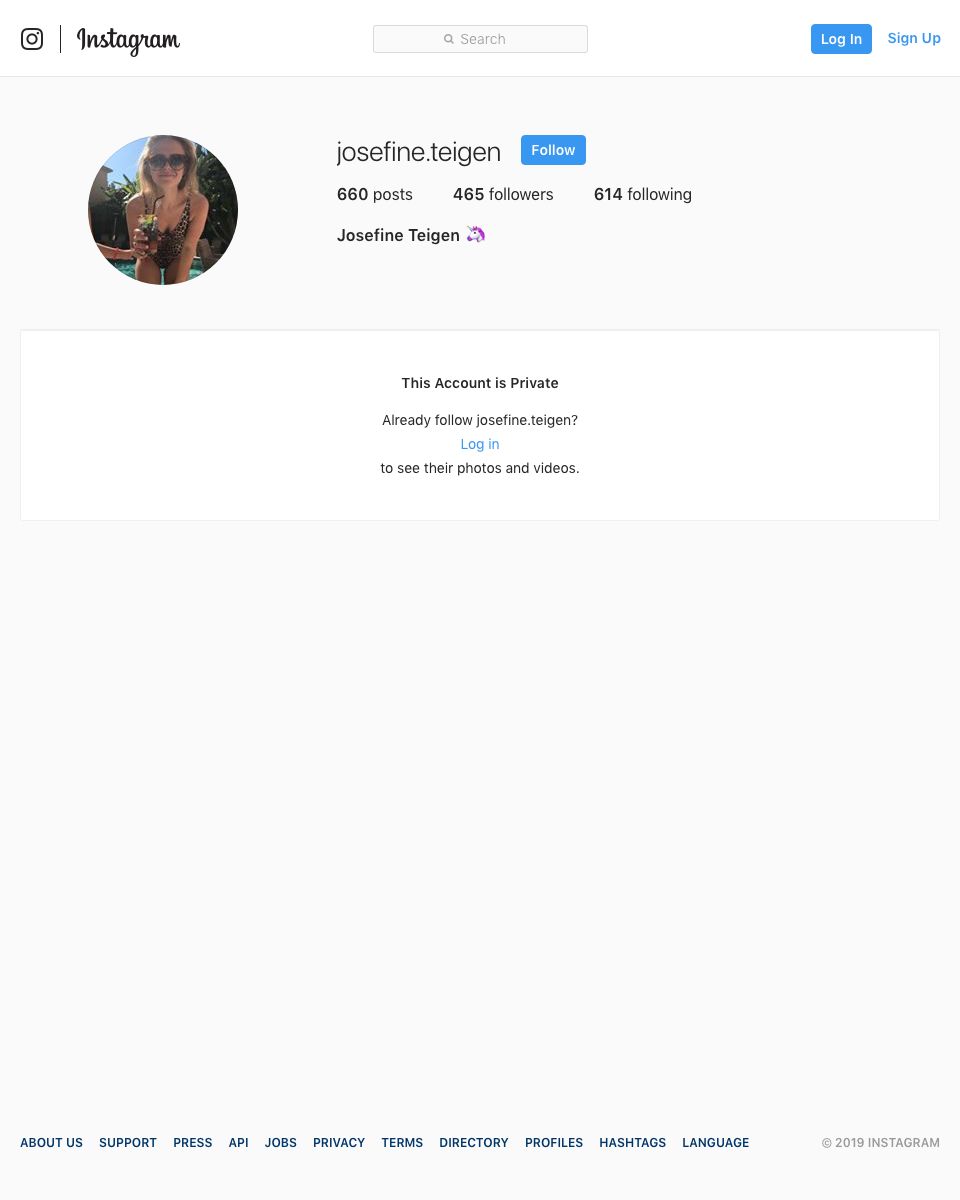 Instagram
Search
Log In
Sign Up
josefine.teigen
Follow
660 posts 465 followers 614 following
Josefine Teigen 🦄
This Account is Private
Already follow josefine.teigen?
Log in
to see their photos and videos.
ABOUT US SUPPORT PRESS API JOBS PRIVACY TERMS DIRECTORY PROFILES HASHTAGS LANGUAGE © 2019 INSTAGRAM